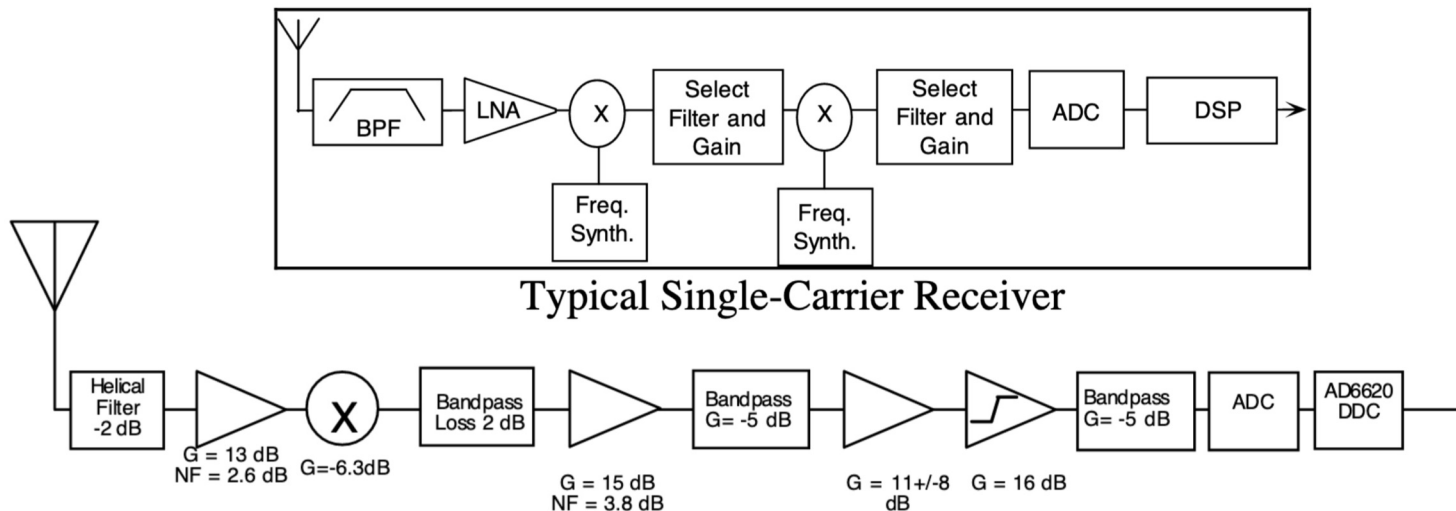 BPF
LNA
X
Select
Filter and
Gain
X
Select
Filter and
Gain
ADC
DSP
Freq.
Synth.
Freq.
Synth.
Typical Single-Carrier Receiver
Helical
Filter
-2 dB
G = 13 dB
NF = 2.6 dB
X
G=-6.3dB
Bandpass
Loss 2 dB
G = 15 dB
NF = 3.8 dB
Bandpass
G= -5 dB
G = 11+/-8
dB
G = 16 dB
Bandpass
G= -5 dB
ADC
AD6620
DDC